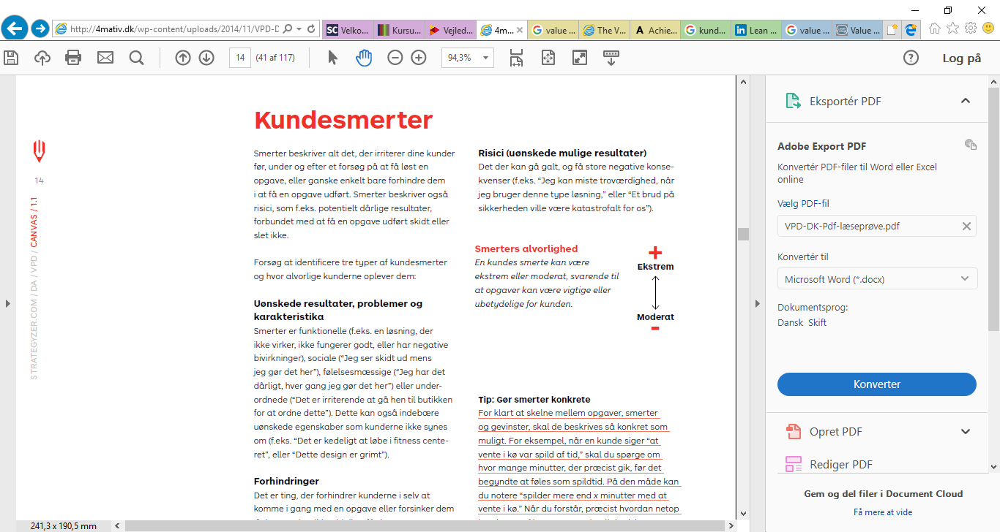 http://4mativ.dk/wp-content/uploads/2014/11/VPD-D
SC Velko...
Kursu...
Vejled...
4m...
value ...
The V...
A Achie...
kund...
Lean ...
value ...
Value ...
14
(41 af 117)
94,3%
Log på
Kundesmerter
14
STRATEGYZER.COM / DA / VPD / CANVAS / 1.1
Smerter beskriver alt det, der irriterer dine kunder
før, under og efter et forsøg på at få løst en
opgave, eller ganske enkelt bare forhindre dem
i at få en opgave udført. Smerter beskriver også
risici, som f.eks. potentielt dårlige resultater,
forbundet med at få en opgave udført skidt eller
slet ikke.
Forsøg at identificere tre typer af kundesmerter
og hvor alvorlige kunderne oplever dem:
Uønskede resultater, problemer og
karakteristika
Smerter er funktionelle (f.eks. en løsning, der
ikke virker, ikke fungerer godt, eller har negative
bivirkninger), sociale (“Jeg ser skidt ud mens
jeg gør det her”), følelsesmæssige (“Jeg har det
dårligt, hver gang jeg gør det her”) eller under-
ordnede (“Det er irriterende at gå hen til butikken
for at ordne dette”). Dette kan også indebære
uønskede egenskaber som kunderne ikke synes
om (f.eks. “Det er kedeligt at løbe i fitness cente-
ret”, eller “Dette design er grimt”).
Forhindringer
Det er ting, der forhindrer kunderne i selv at
komme i gang med en opgave eller forsinker dem
Risici (uønskede mulige resultater)
Det der kan gå galt, og få store negative konse-
kvenser (f.eks. “Jeg kan miste troværdighed, når
jeg bruger denne type løsning,” eller “Et brud på
sikkerheden ville være katastrofalt for os”).
Smerters alvorlighed
En kundes smerte kan være
ekstrem eller moderat, svarende til
at opgaver kan være vigtige eller
ubetydelige for kunden.
+
Ekstrem
Moderat
-
Tip: Gør smerter konkrete
For klart at skelne mellem opgaver, smerter
og gevinster, skal de beskrives så konkret som
muligt. For eksempel, når en kunde siger “at
vente i kø var spild af tid,” skal du spørge om
hvor mange minutter, der præcist gik, før det
begyndte at føles som spildtid. På den måde kan
du notere “spilder mere end x minutter med at
vente i kø.” Når du forstår, præcist hvordan netop
241,3 x 190,5 mm
Eksportér PDF
Adobe Export PDF
Konvertér PDF-filer til Word eller Excel
online
Vælg PDF-fil
VPD-DK-Pdf-læseprøve.pdf
Konvertér til
Microsoft Word (*.docx)
Dokumentsprog:
Dansk Skift
Konverter
Opret PDF
Rediger PDF
Gem og del filer i Document Cloud
Få mere at vide